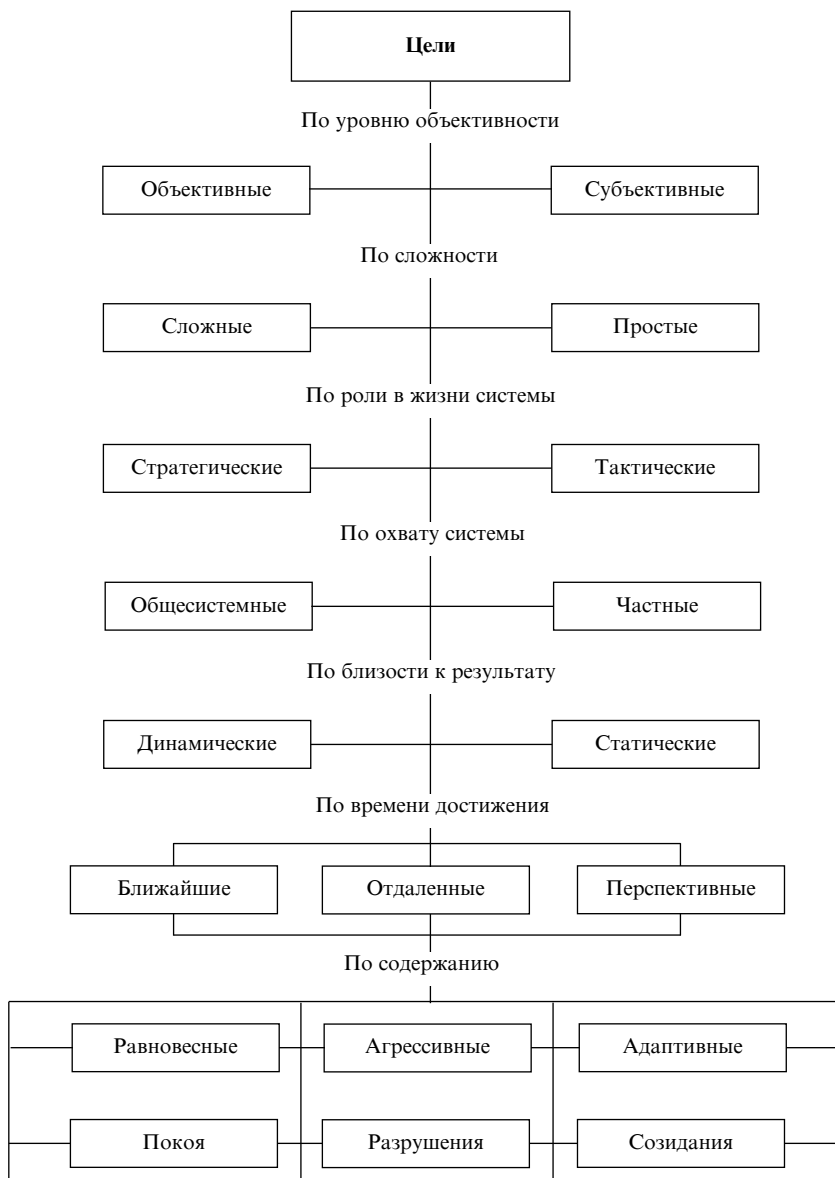 Цели
По уровню объективности
Объективные Субъективные
По сложности
Сложные Простые
По роли в жизни системы
Стратегические Тактические
По охвату системы
Общесистемные Частные
По близости к результату
Динамические Статические
По времени достижения
Ближайшие Отдаленные Перспективные
По содержанию
Равновесные Агрессивные Адаптивные
Покоя Разрушения Созидания